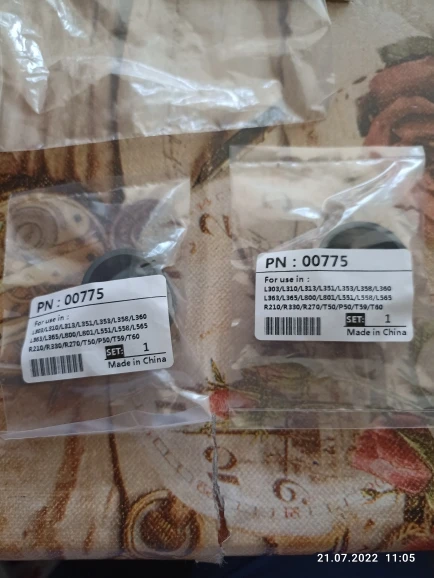 PN : 00775
For use in :
L303/L310/L313/L351/L353/L358/L360
L363/L365/L800/L801/L551/L558/L565
R210/R330/R270/T50/P50/T59/T60
SET: 1
Made in China
PN : 00775
For use in :
L303/L310/L313/L351/L353/L358/L360
L363/L365/L800/L801/L551/L558/L565
R210/R330/R270/T50/P50/T59/T60
SET: 1
Made in China
21.07.2022 11:05